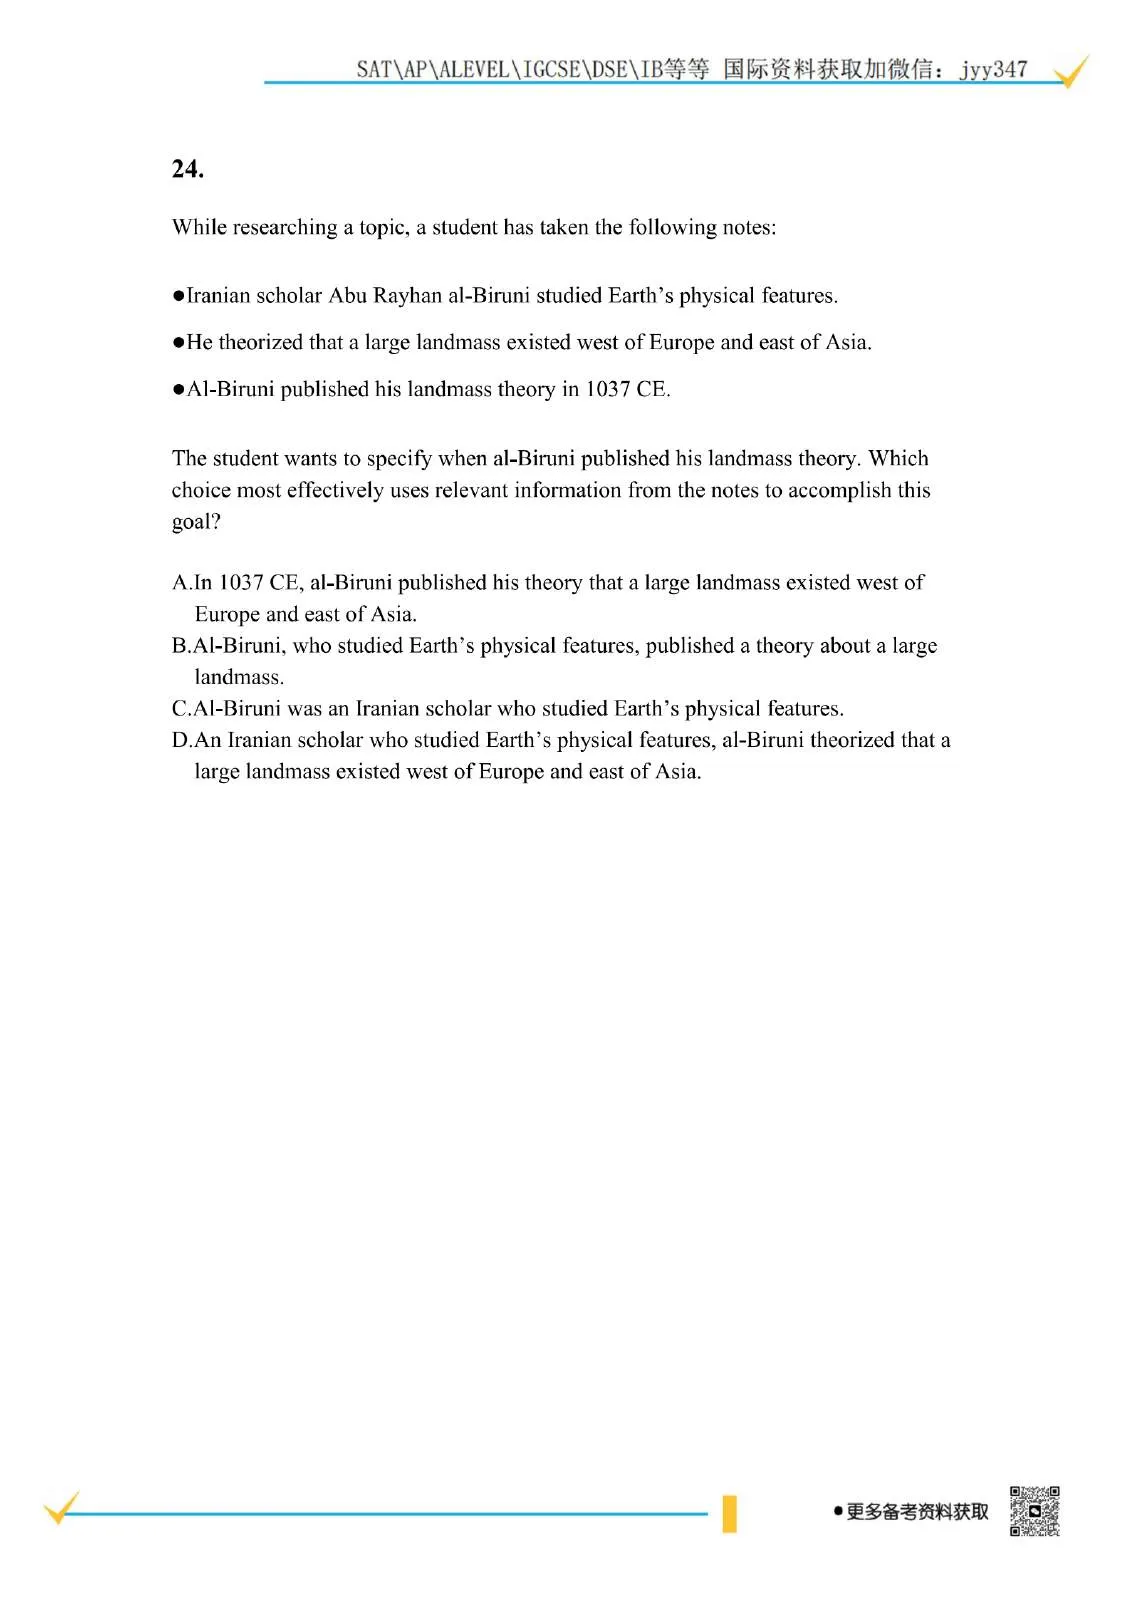 SAT\AP\ALEVEL\IGCSE\DSE\IB等等 国际资料获取加微信：jyy347
24.
While researching a topic, a student has taken the following notes:
●Iranian scholar Abu Rayhan al-Biruni studied Earth’s physical features.
●He theorized that a large landmass existed west of Europe and east of Asia.
●Al-Biruni published his landmass theory in 1037 CE.
The student wants to specify when al-Biruni published his landmass theory. Which
choice most effectively uses relevant information from the notes to accomplish this
goal?
A.In 1037 CE, al-Biruni published his theory that a large landmass existed west of
Europe and east of Asia.
B.Al-Biruni, who studied Earth’s physical features, published a theory about a large
landmass.
C.Al-Biruni was an Iranian scholar who studied Earth’s physical features.
D.An Iranian scholar who studied Earth’s physical features, al-Biruni theorized that a
large landmass existed west of Europe and east of Asia.
●更多备考资料获取